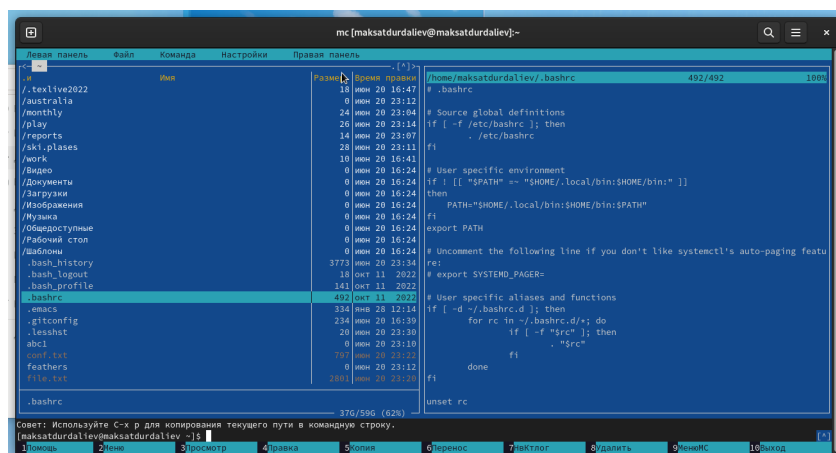 mc [maksatdurdaliev@maksatdurdaliev]:~
Левая панель Файл Команда Настройки Правая панель
<- ~ .[^]>
.и Имя Размер Время правки
/.texlive2022 18 июн 20 16:47
/australia 0 июн 20 23:12
/monthly 24 июн 20 23:04
/play 26 июн 20 23:14
/reports 14 июн 20 23:07
/ski.plases 28 июн 20 23:11
/work 10 июн 20 16:41
/Видео 0 июн 20 16:24
/Документы 0 июн 20 16:24
/Загрузки 0 июн 20 16:24
/Изображения 0 июн 20 16:24
/Музыка 0 июн 20 16:24
/Общедоступные 0 июн 20 16:24
/Рабочий стол 0 июн 20 16:24
/Шаблоны 0 июн 20 16:24
.bash_history 3773 июн 20 23:34
.bash_logout 18 окт 11 2022
.bash_profile 141 окт 11 2022
.bashrc 492 окт 11 2022
.emacs 334 янв 28 12:14
.gitconfig 234 июн 20 16:39
.lesshst 20 июн 20 23:30
abc1 0 июн 20 23:10
conf.txt 797 июн 20 23:22
feathers 0 июн 20 23:12
file.txt 2801 июн 20 23:20
.bashrc
37G/59G (62%)
/home/maksatdurdaliev/.bashrc 492/492 100%
# .bashrc
# Source global definitions
if [ -f /etc/bashrc ]; then
. /etc/bashrc
fi
# User specific environment
if ! [[ "$PATH" =~ "$HOME/.local/bin:$HOME/bin:" ]]
then
PATH="$HOME/.local/bin:$HOME/bin:$PATH"
fi
export PATH
# Uncomment the following line if you don't like systemctl's auto-paging featu
re:
# export SYSTEMD_PAGER=
# User specific aliases and functions
if [ -d ~/.bashrc.d ]; then
for rc in ~/.bashrc.d/*; do
if [ -f "$rc" ]; then
. "$rc"
fi
done
fi
unset rc
Совет: Используйте C-x p для копирования текущего пути в командную строку.
[maksatdurdaliev@maksatdurdaliev ~]$ [^]
1Помощь 2Меню 3Просмотр 4Правка 5Копия 6Перенос 7НвКтлог 8Удалить 9МенюМС 10Выход